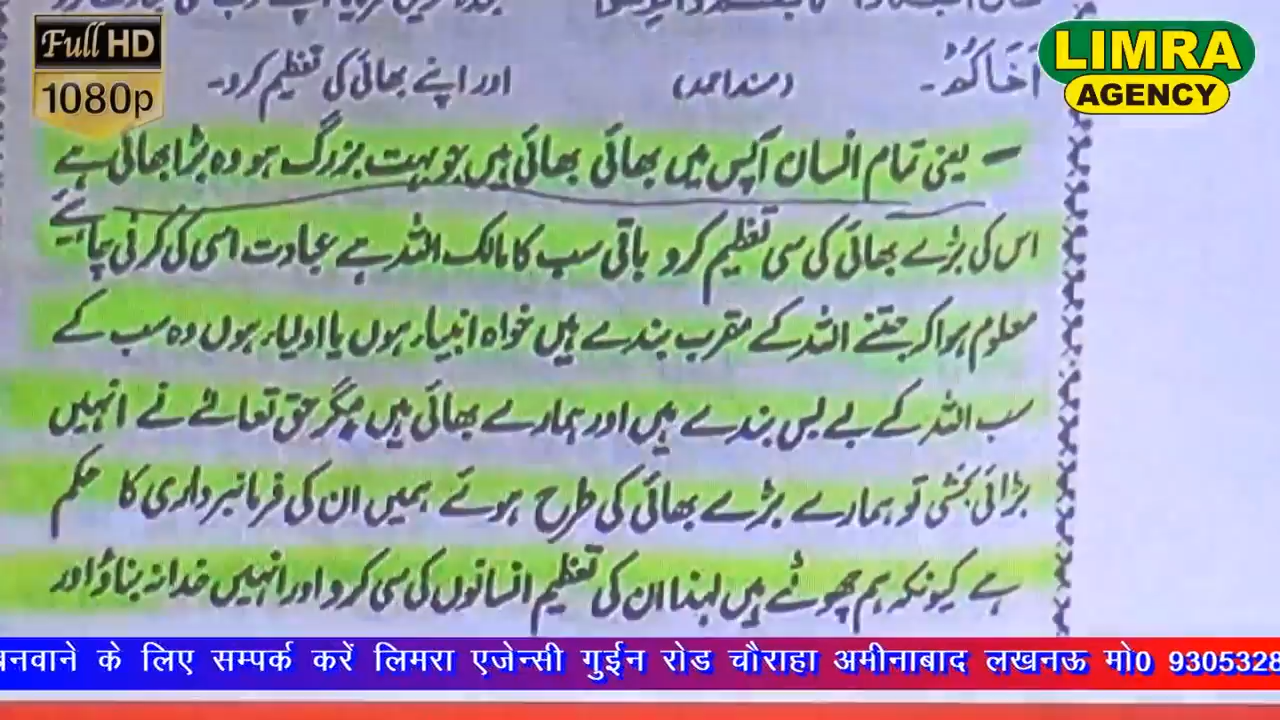 Full HD
1080p
LIMRA
AGENCY
اَخَاکُمْ۔ (مسند احمد) اور اپنے بھائی کی تعظیم کرو۔
— یعنی تمام انسان آپس میں بھائی بھائی ہیں جو بہت بزرگ ہو وہ بڑا بھائی ہے
اس کی بڑے بھائی کی سی تعظیم کرو باقی سب کا مالک اللہ ہے عبادت اسی کی کرنی چاہئے
معلوم ہوا کہ جتنے اللہ کے مقرب بندے ہیں خواہ انبیاء ہوں یا اولیاء ہوں وہ سب کے
سب اللہ کے بے بس بندے ہیں اور ہمارے بھائی ہیں مگر حق تعالےٰ نے انہیں
بڑائی بخشی تو ہمارے بڑے بھائی کی طرح ہوئے ہمیں ان کی فرمانبرداری کا حکم
ہے کیونکہ ہم چھوٹے ہیں لہذا ان کی تعظیم انسانوں کی سی کرو اور انہیں خدا نہ بناؤ اور
बनवाने के लिए सम्पर्क करें लिमरा एजेन्सी गुईन रोड चौराहा अमीनाबाद लखनऊ मो0 9305328